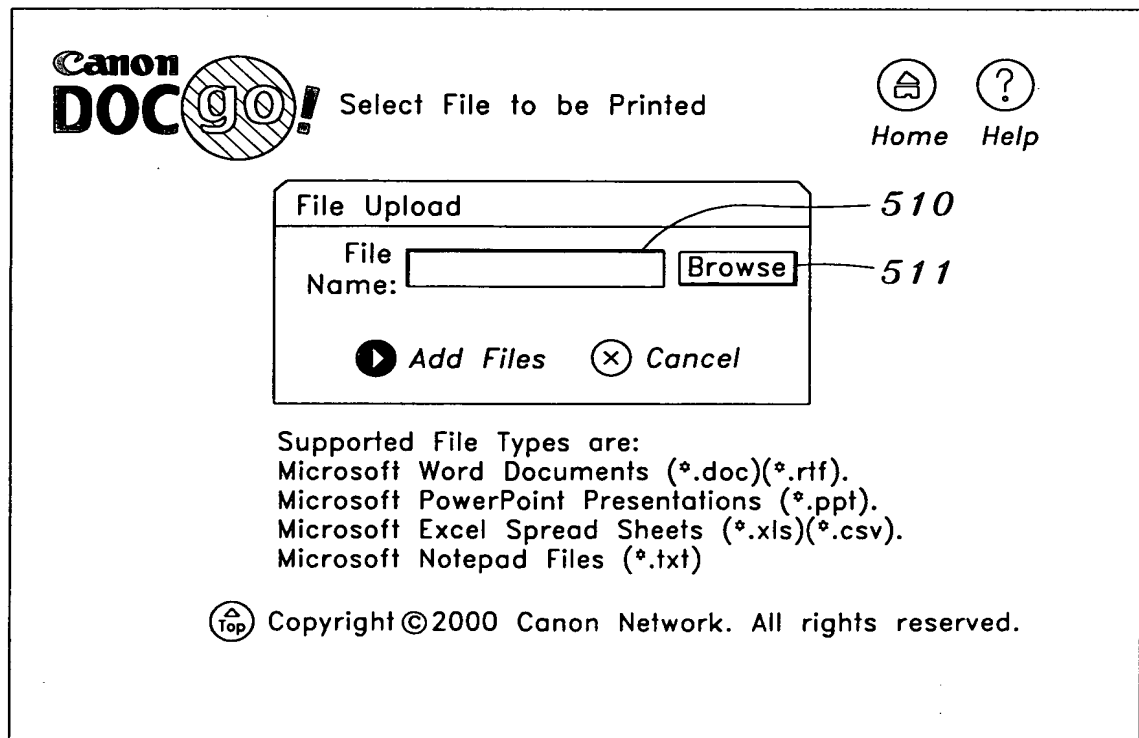 Canon
DOC go! Select File to be Printed
Home Help
File Upload
510
File Name: Browse
511
Add Files Cancel
Supported File Types are:
Microsoft Word Documents (*.doc)(*.rtf).
Microsoft PowerPoint Presentations (*.ppt).
Microsoft Excel Spread Sheets (*.xls)(*.csv).
Microsoft Notepad Files (*.txt)
Top Copyright ©2000 Canon Network. All rights reserved.